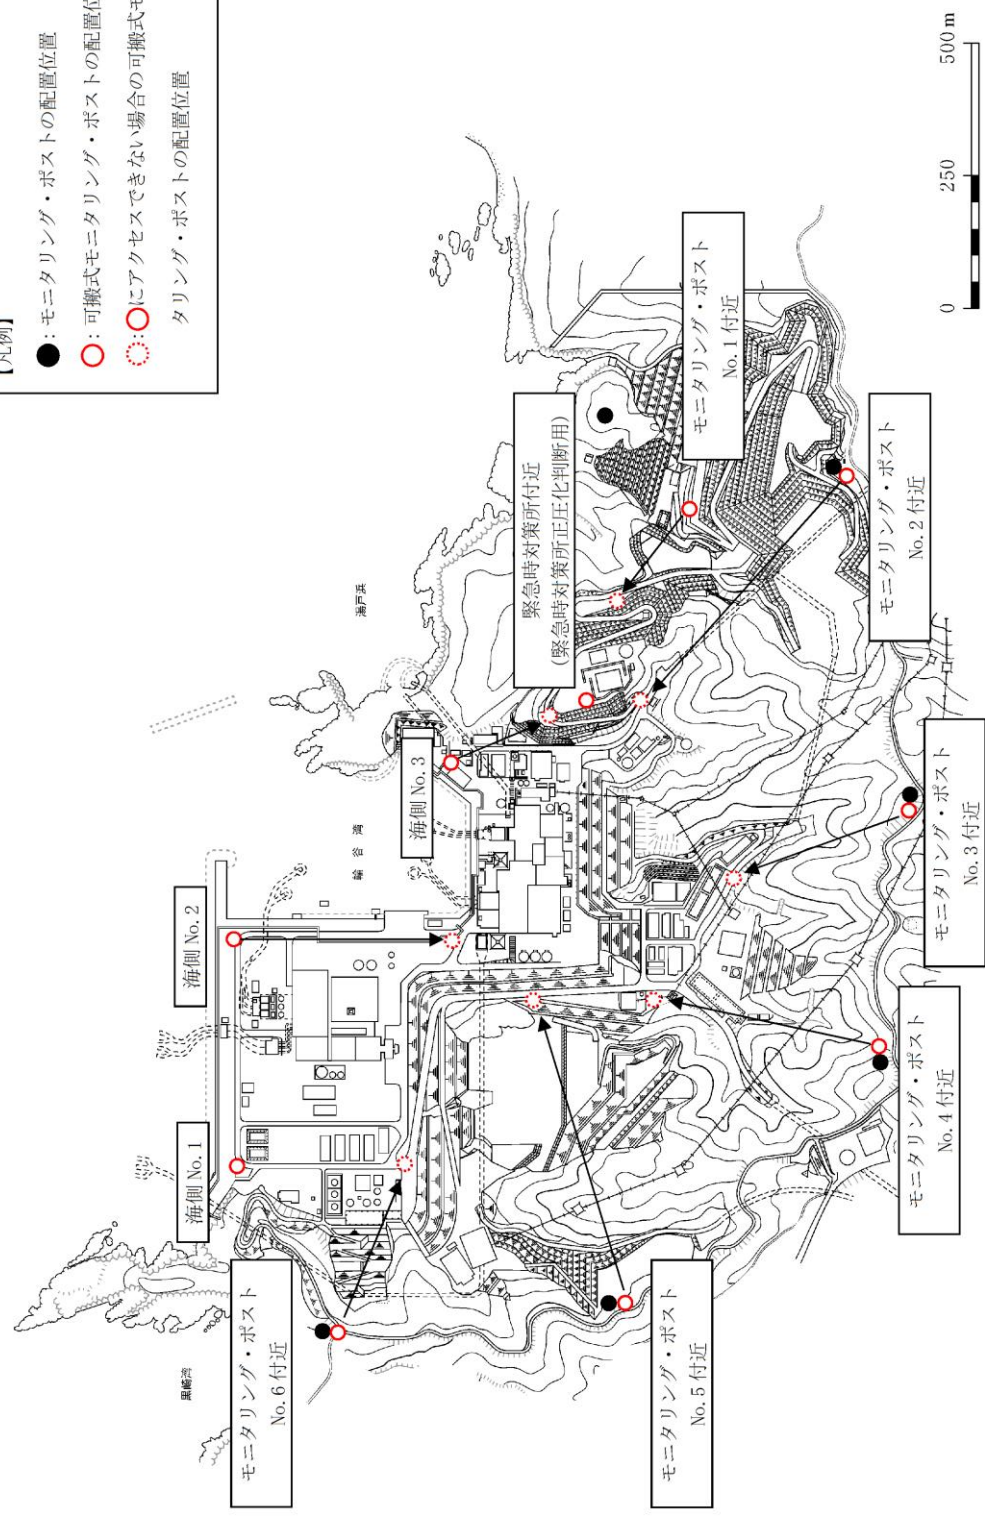 【凡例】
●：モニタリング・ポストの配置位置
○：可搬式モニタリング・ポストの配置位
：○にアクセスできない場合の可搬式モ
タリング・ポストの配置位置
海側 No. 1
海側 No. 2
海側 No. 3
輪谷湾
湯戸浜
黒崎湾
緊急時対策所付近
(緊急時対策所正圧化判断用)
モニタリング・ポスト
No. 1 付近
モニタリング・ポスト
No. 2 付近
モニタリング・ポスト
No. 3 付近
モニタリング・ポスト
No. 4 付近
モニタリング・ポスト
No. 5 付近
モニタリング・ポスト
No. 6 付近
0 250 500 m